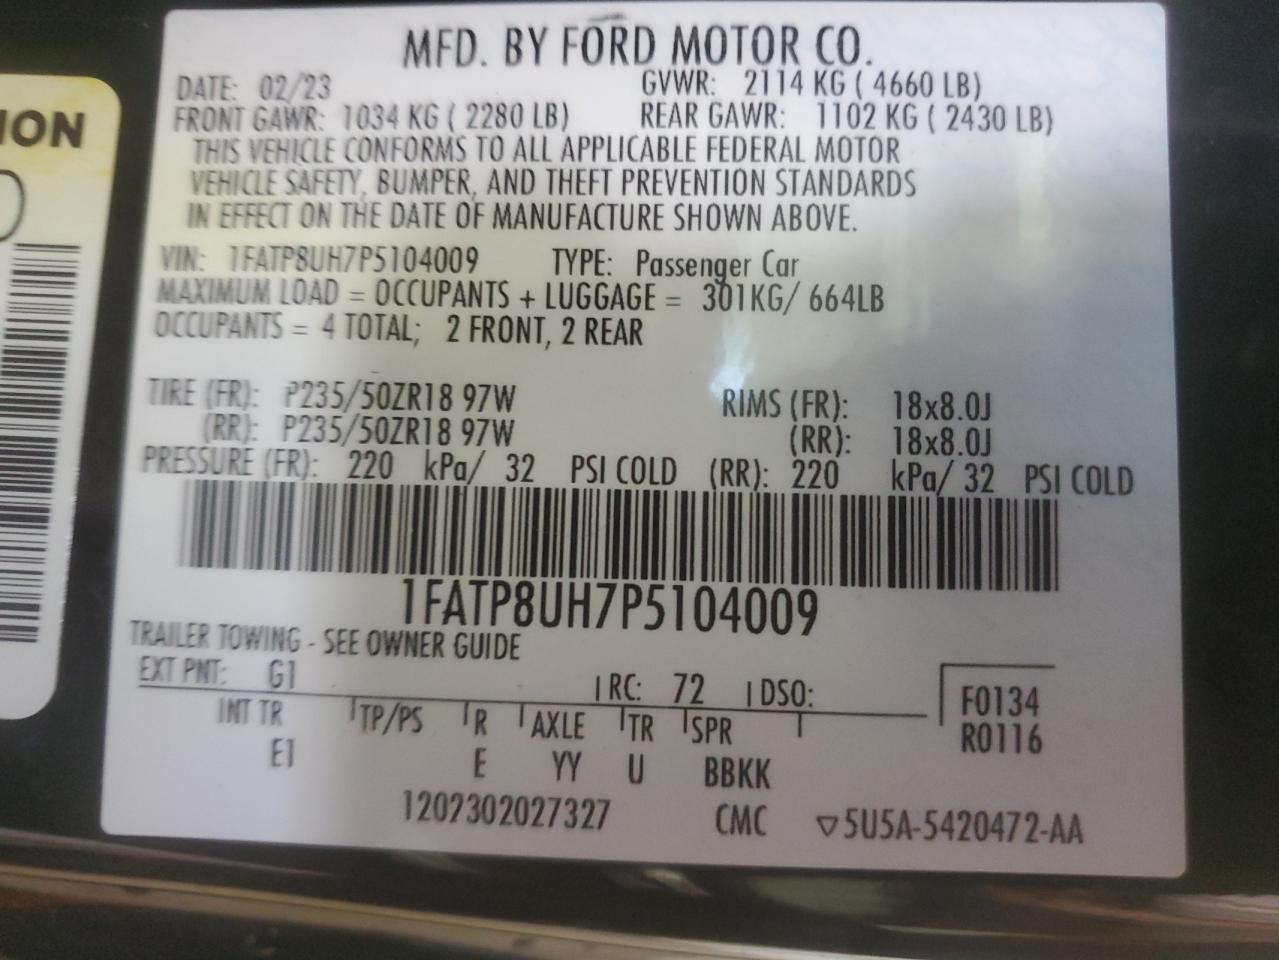 ION
MFD. BY FORD MOTOR CO.
DATE: 02/23 GVWR: 2114 KG ( 4660 LB)
FRONT GAWR: 1034 KG ( 2280 LB) REAR GAWR: 1102 KG ( 2430 LB)
THIS VEHICLE CONFORMS TO ALL APPLICABLE FEDERAL MOTOR
VEHICLE SAFETY, BUMPER, AND THEFT PREVENTION STANDARDS
IN EFFECT ON THE DATE OF MANUFACTURE SHOWN ABOVE.
VIN: 1FATP8UH7P5104009 TYPE: Passenger Car
MAXIMUM LOAD = OCCUPANTS + LUGGAGE = 301KG/ 664LB
OCCUPANTS = 4 TOTAL; 2 FRONT, 2 REAR
TIRE (FR): P235/50ZR18 97W RIMS (FR): 18x8.0J
(RR): P235/50ZR18 97W (RR): 18x8.0J
PRESSURE (FR): 220 kPa/ 32 PSI COLD (RR): 220 kPa/ 32 PSI COLD
1FATP8UH7P5104009
TRAILER TOWING - SEE OWNER GUIDE
EXT PNT: G1 RC: 72 DSO: F0134
INT TR TP/PS R AXLE TR SPR R0116
E1 E YY U BBKK
1202302027327 CMC ▽5U5A-5420472-AA